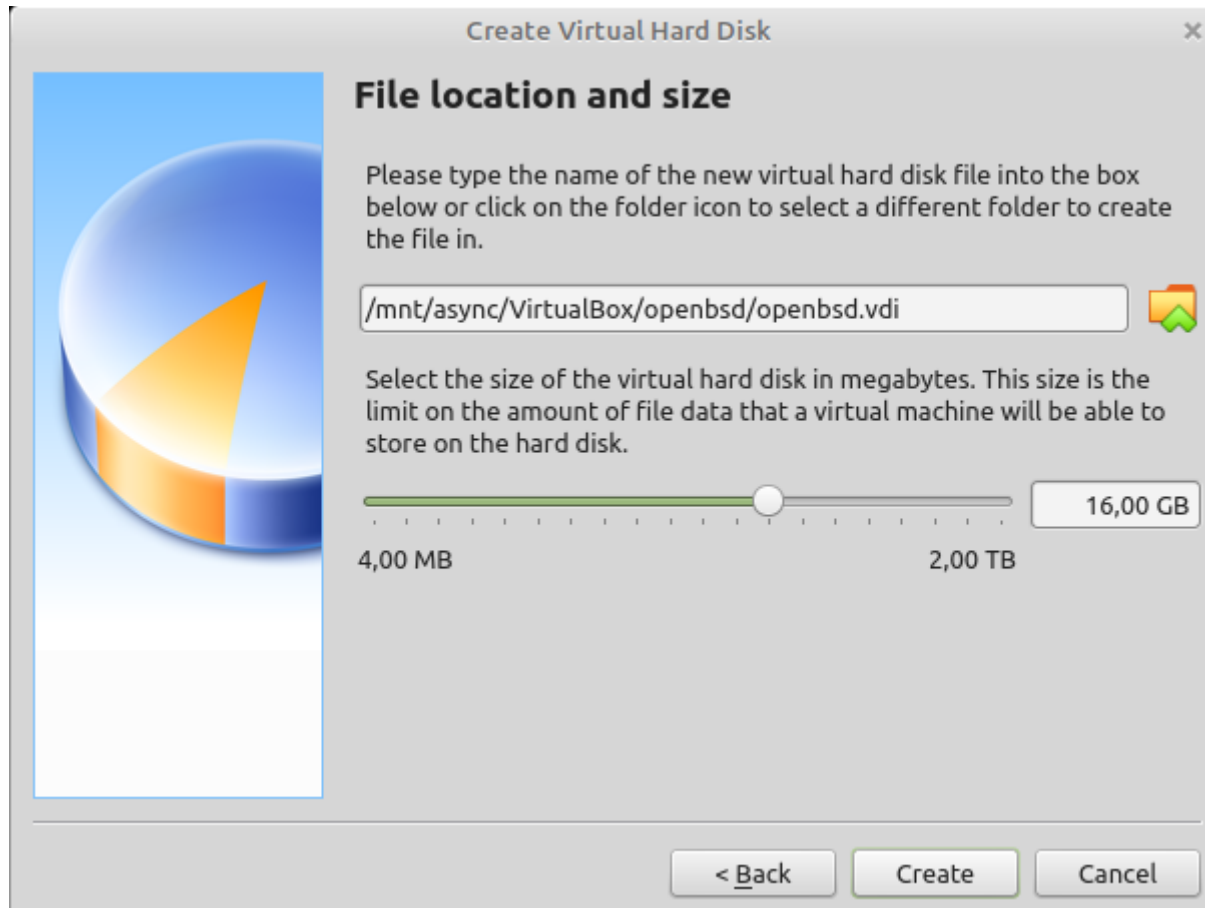 Create Virtual Hard Disk
File location and size
Please type the name of the new virtual hard disk file into the box
below or click on the folder icon to select a different folder to create
the file in.
/mnt/async/VirtualBox/openbsd/openbsd.vdi
Select the size of the virtual hard disk in megabytes. This size is the
limit on the amount of file data that a virtual machine will be able to
store on the hard disk.
16,00 GB
4,00 MB 2,00 TB
< Back Create Cancel